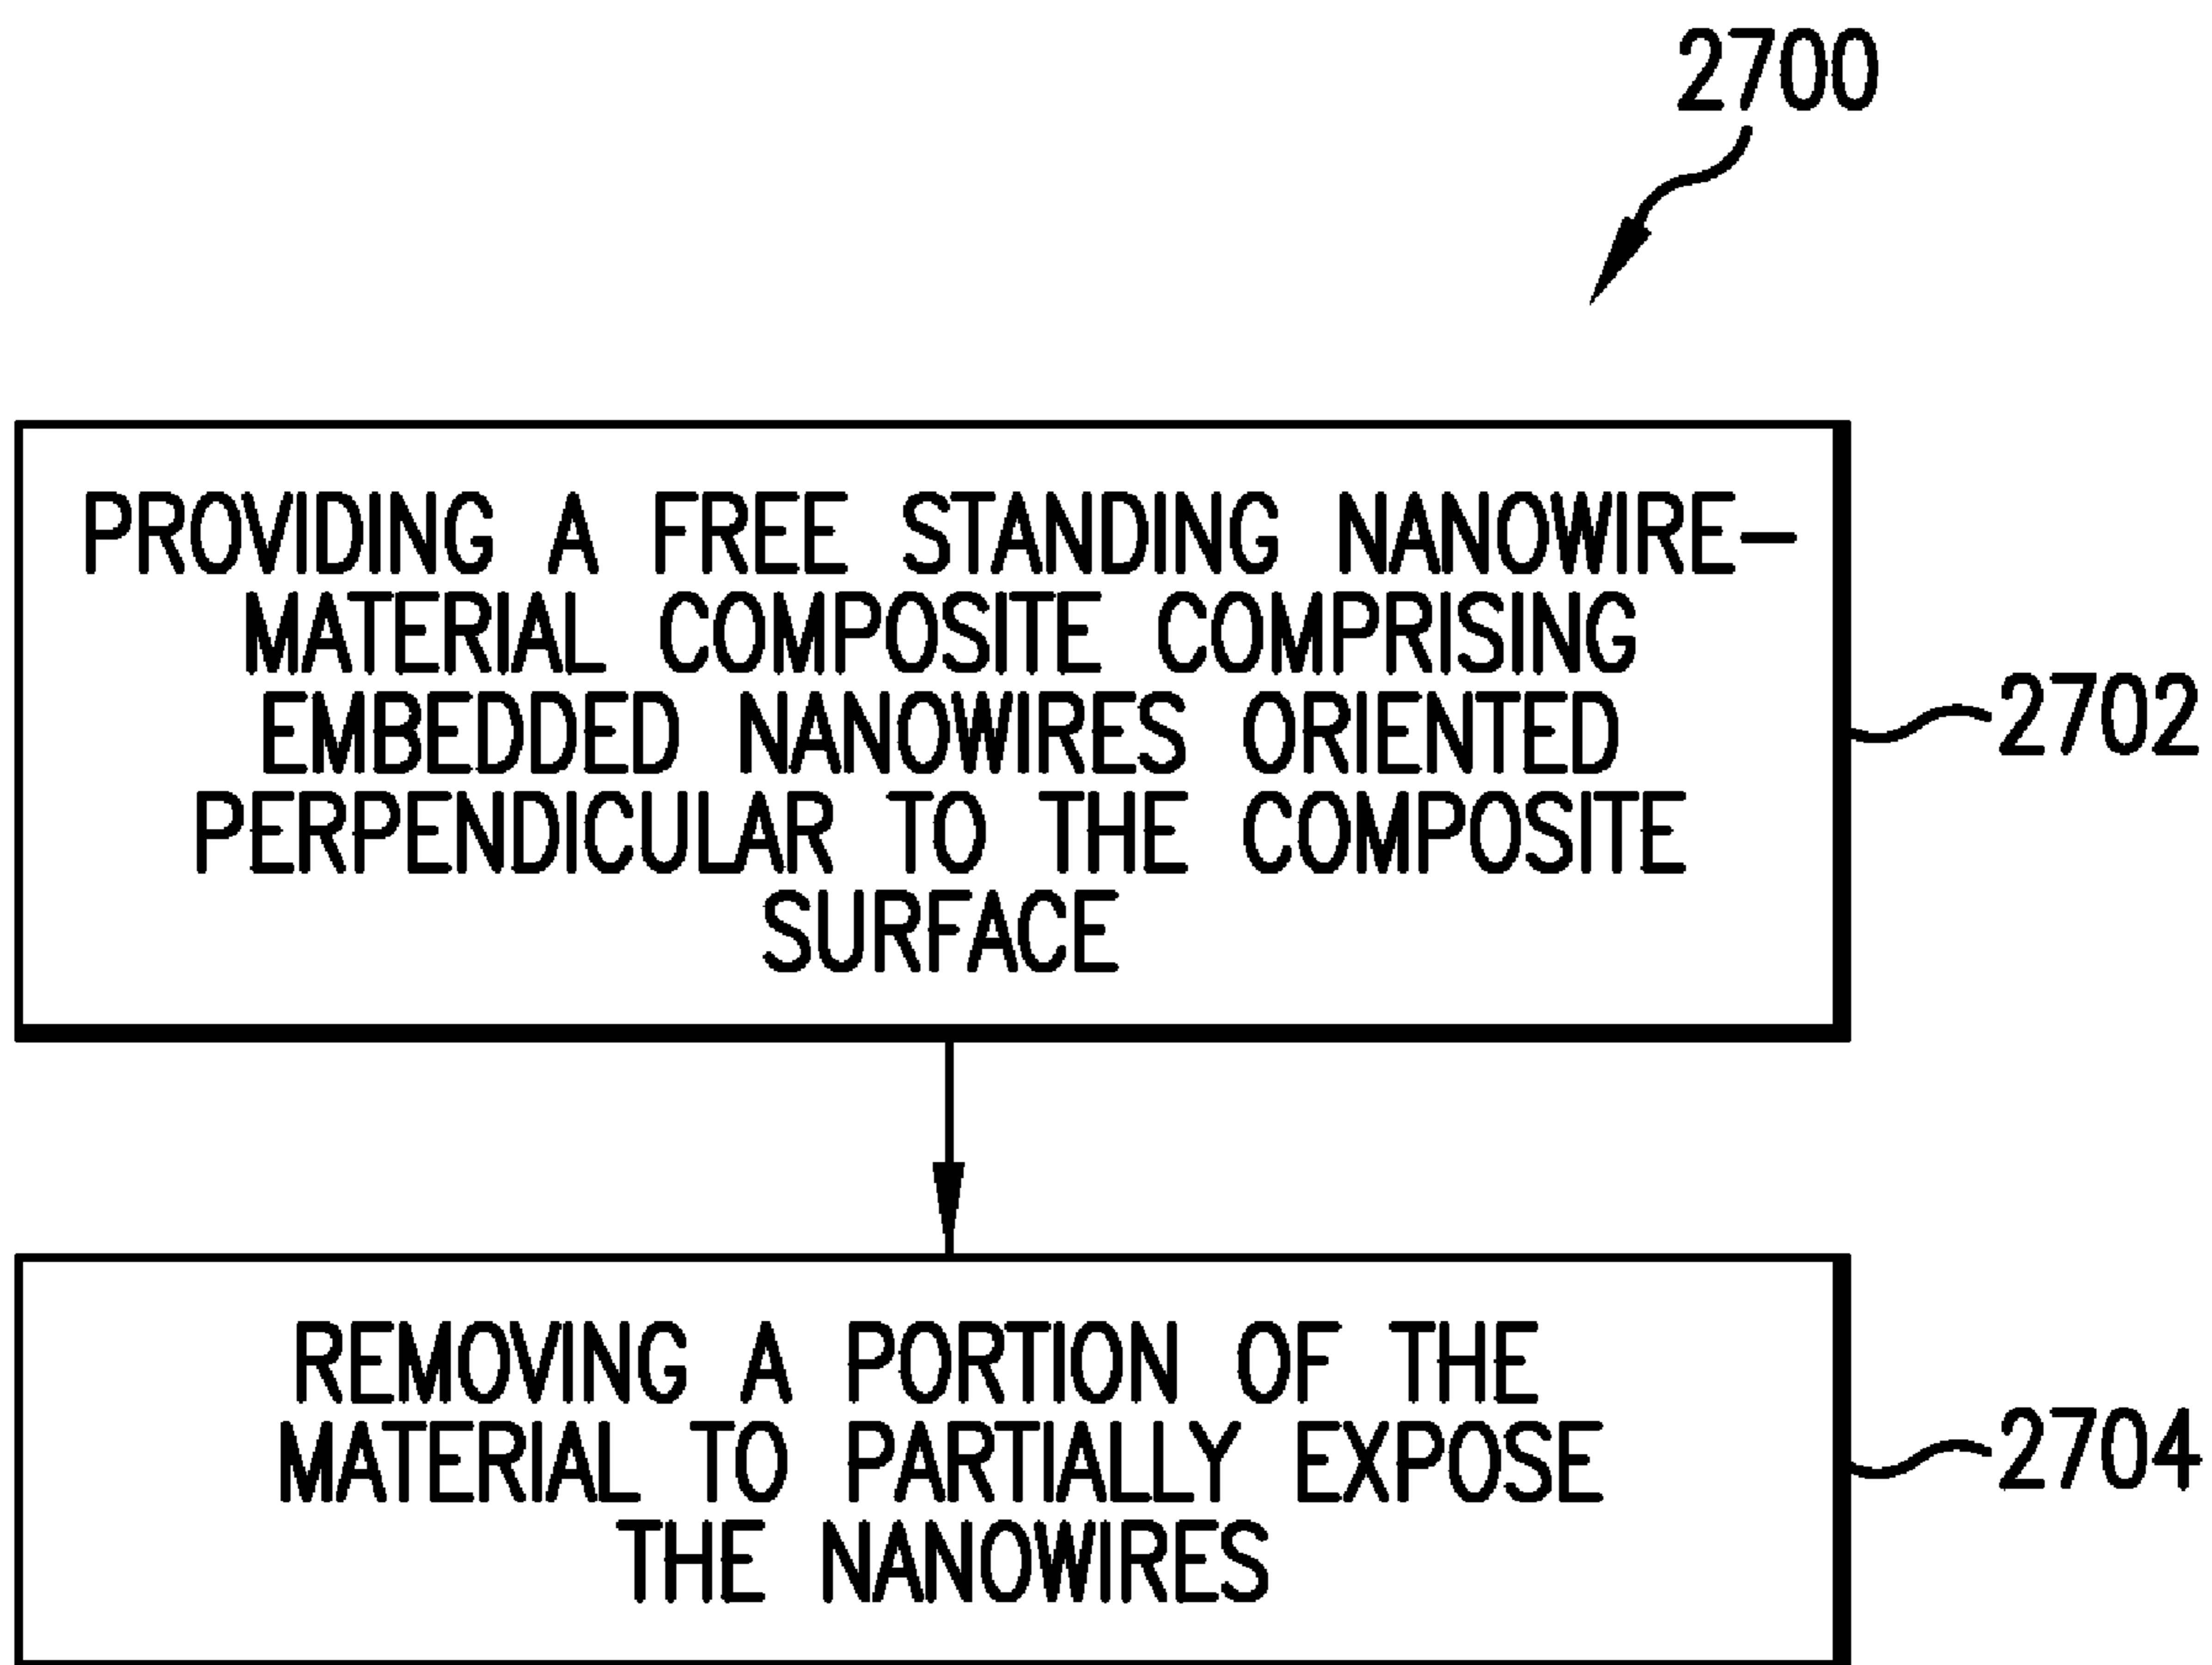 2700
PROVIDING A FREE STANDING NANOWIRE-
MATERIAL COMPOSITE COMPRISING
EMBEDDED NANOWIRES ORIENTED
PERPENDICULAR TO THE COMPOSITE
SURFACE
2702
REMOVING A PORTION OF THE
MATERIAL TO PARTIALLY EXPOSE
THE NANOWIRES
2704